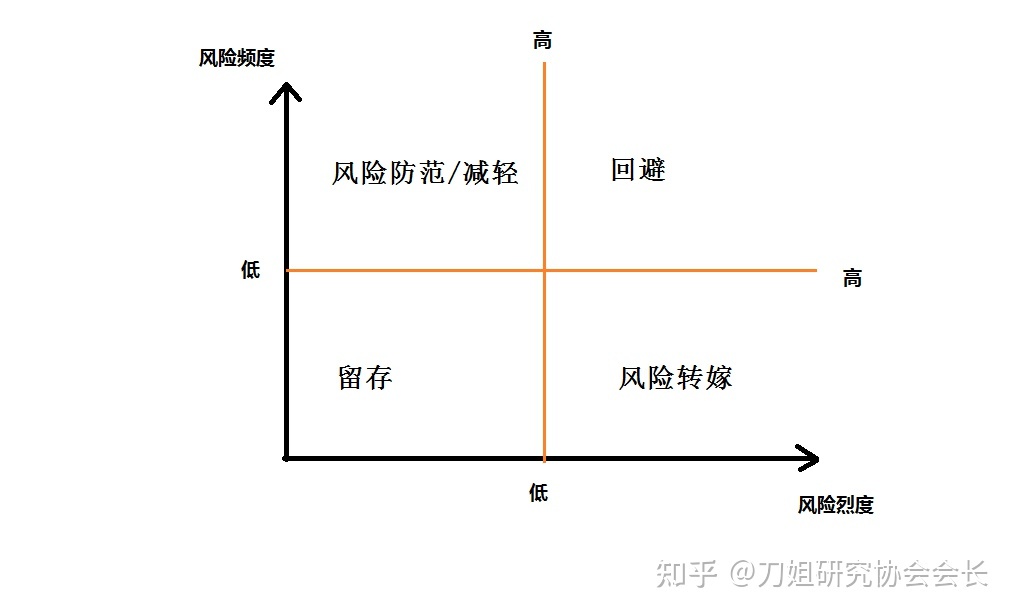 高
风险频度
风险防范/减轻
回避
低
高
留存
风险转嫁
低
风险烈度
知乎 @刀姐研究协会会长